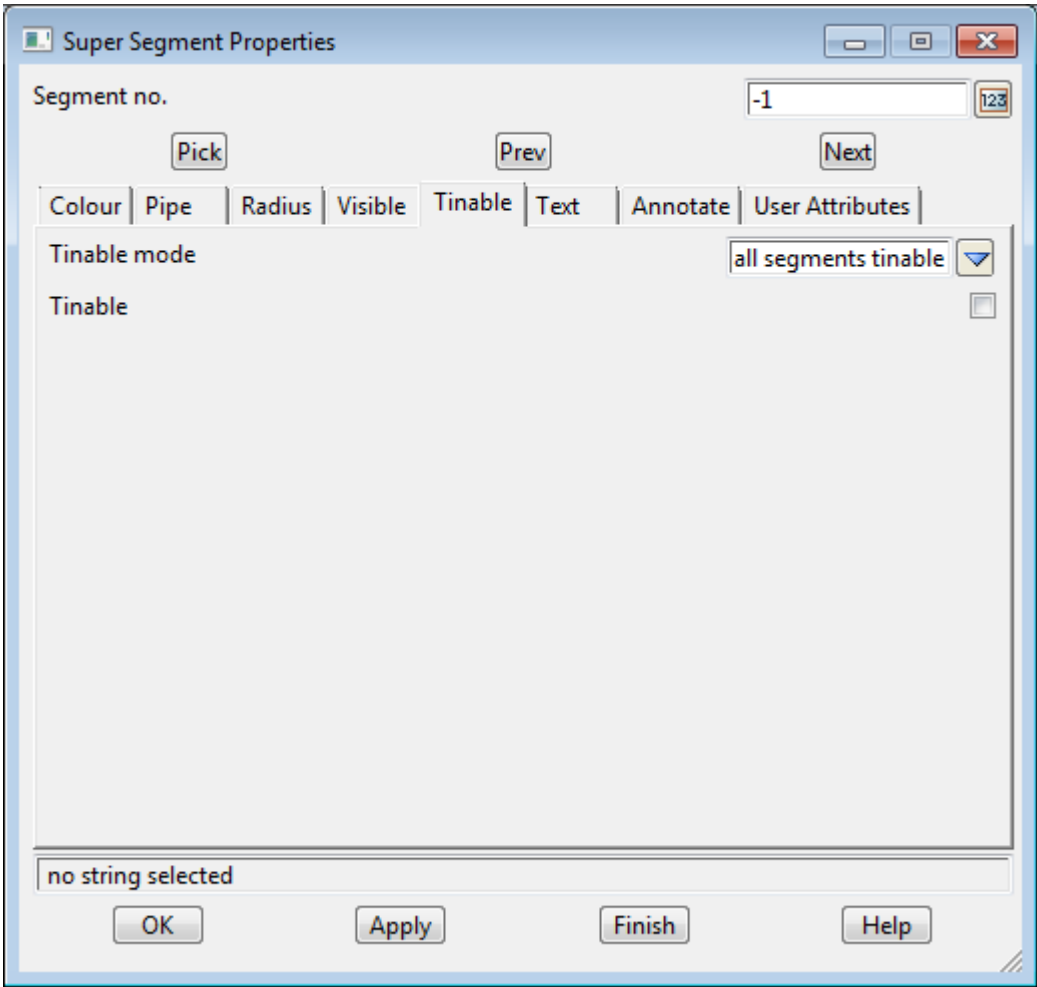 Super Segment Properties
Segment no. -1 123
Pick Prev Next
Colour Pipe Radius Visible Tinable Text Annotate User Attributes
Tinable mode all segments tinable
Tinable
no string selected
OK Apply Finish Help